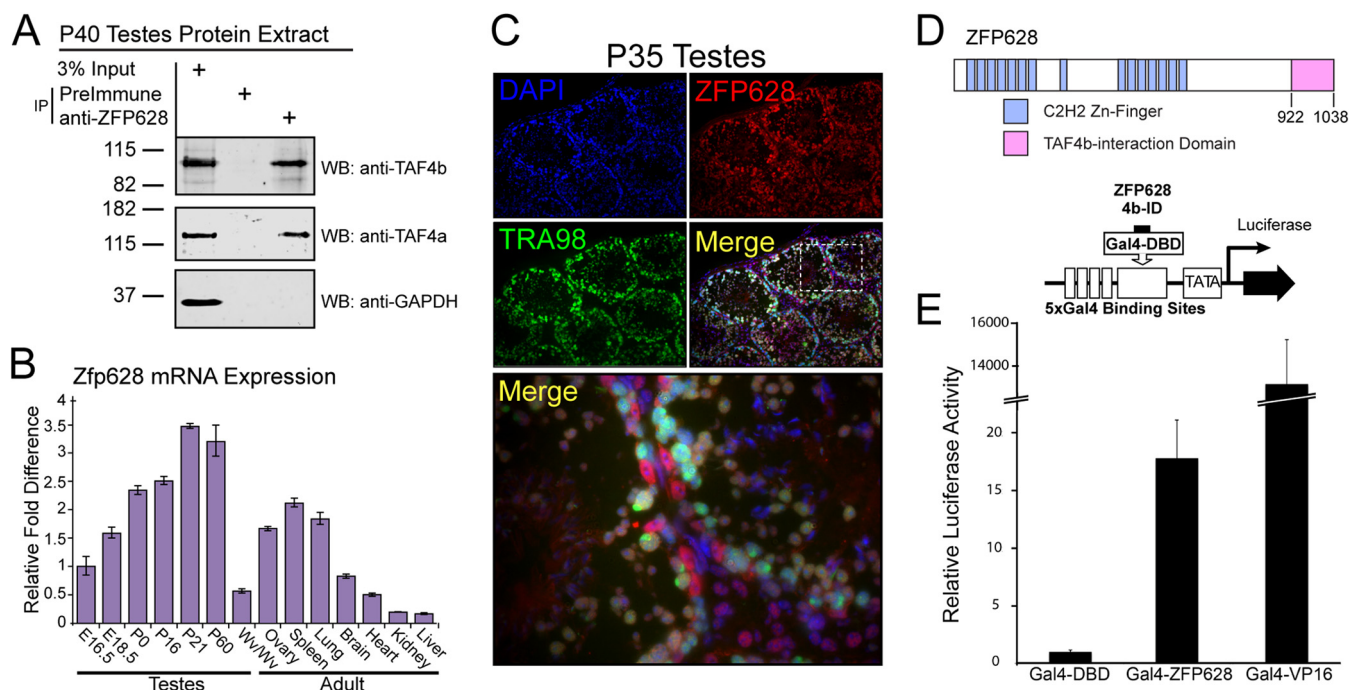 A
P40 Testes Protein Extract
3% Input +
IP PreImmune +
anti-ZFP628 +
115
82
WB: anti-TAF4b
182
115
WB: anti-TAF4a
37
WB: anti-GAPDH
B
Zfp628 mRNA Expression
Relative Fold Difference
4
3.5
2.5
2
1
0.5
0
E16.5
E18.5
P0
P16
P21
P60
Wv/Wv
Ovary
Spleen
Lung
Brain
Heart
Kidney
Liver
Testes
Adult
C
P35 Testes
DAPI
ZFP628
TRA98
Merge
Merge
D
ZFP628
922
1038
C2H2 Zn-Finger
TAF4b-interaction Domain
ZFP628
4b-ID
Gal4-DBD
Luciferase
TATA
5xGal4 Binding Sites
E
Relative Luciferase Activity
16000
14000
20
15
10
5
0
Gal4-DBD
Gal4-ZFP628
Gal4-VP16